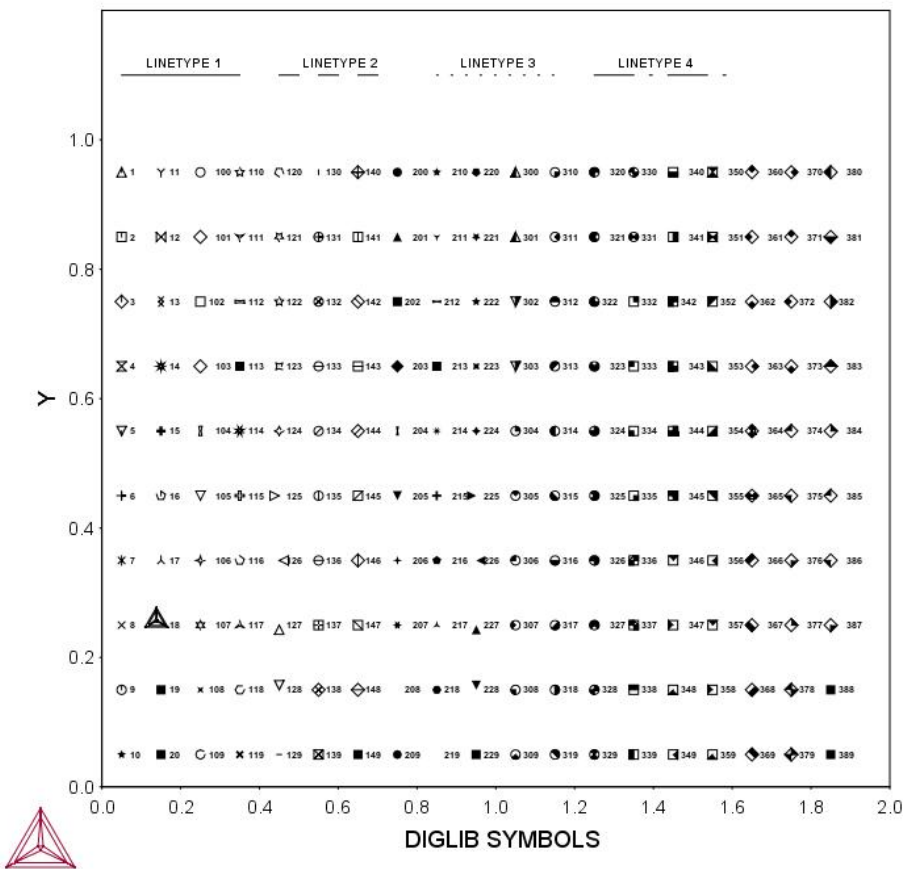 LINETYPE 1 LINETYPE 2 LINETYPE 3 LINETYPE 4
1.0
1 11 100 110 120 130 140 200 210 220 300 310 320 330 340 350 360 370 380
2 12 101 111 121 131 141 201 211 221 301 311 321 331 341 351 361 371 381
0.8
3 13 102 112 122 132 142 202 212 222 302 312 322 332 342 352 362 372 382
4 14 103 113 123 133 143 203 213 223 303 313 323 333 343 353 363 373 383
Y
0.6
5 15 104 114 124 134 144 204 214 224 304 314 324 334 344 354 364 374 384
6 16 105 115 125 135 145 205 215 225 305 315 325 335 345 355 365 375 385
0.4
7 17 106 116 126 136 146 206 216 226 306 316 326 336 346 356 366 376 386
8 18 107 117 127 137 147 207 217 227 307 317 327 337 347 357 367 377 387
0.2
9 19 108 118 128 138 148 208 218 228 308 318 328 338 348 358 368 378 388
10 20 109 119 129 139 149 209 219 229 309 319 329 339 349 359 369 379 389
0.0
0.0 0.2 0.4 0.6 0.8 1.0 1.2 1.4 1.6 1.8 2.0
DIGLIB SYMBOLS